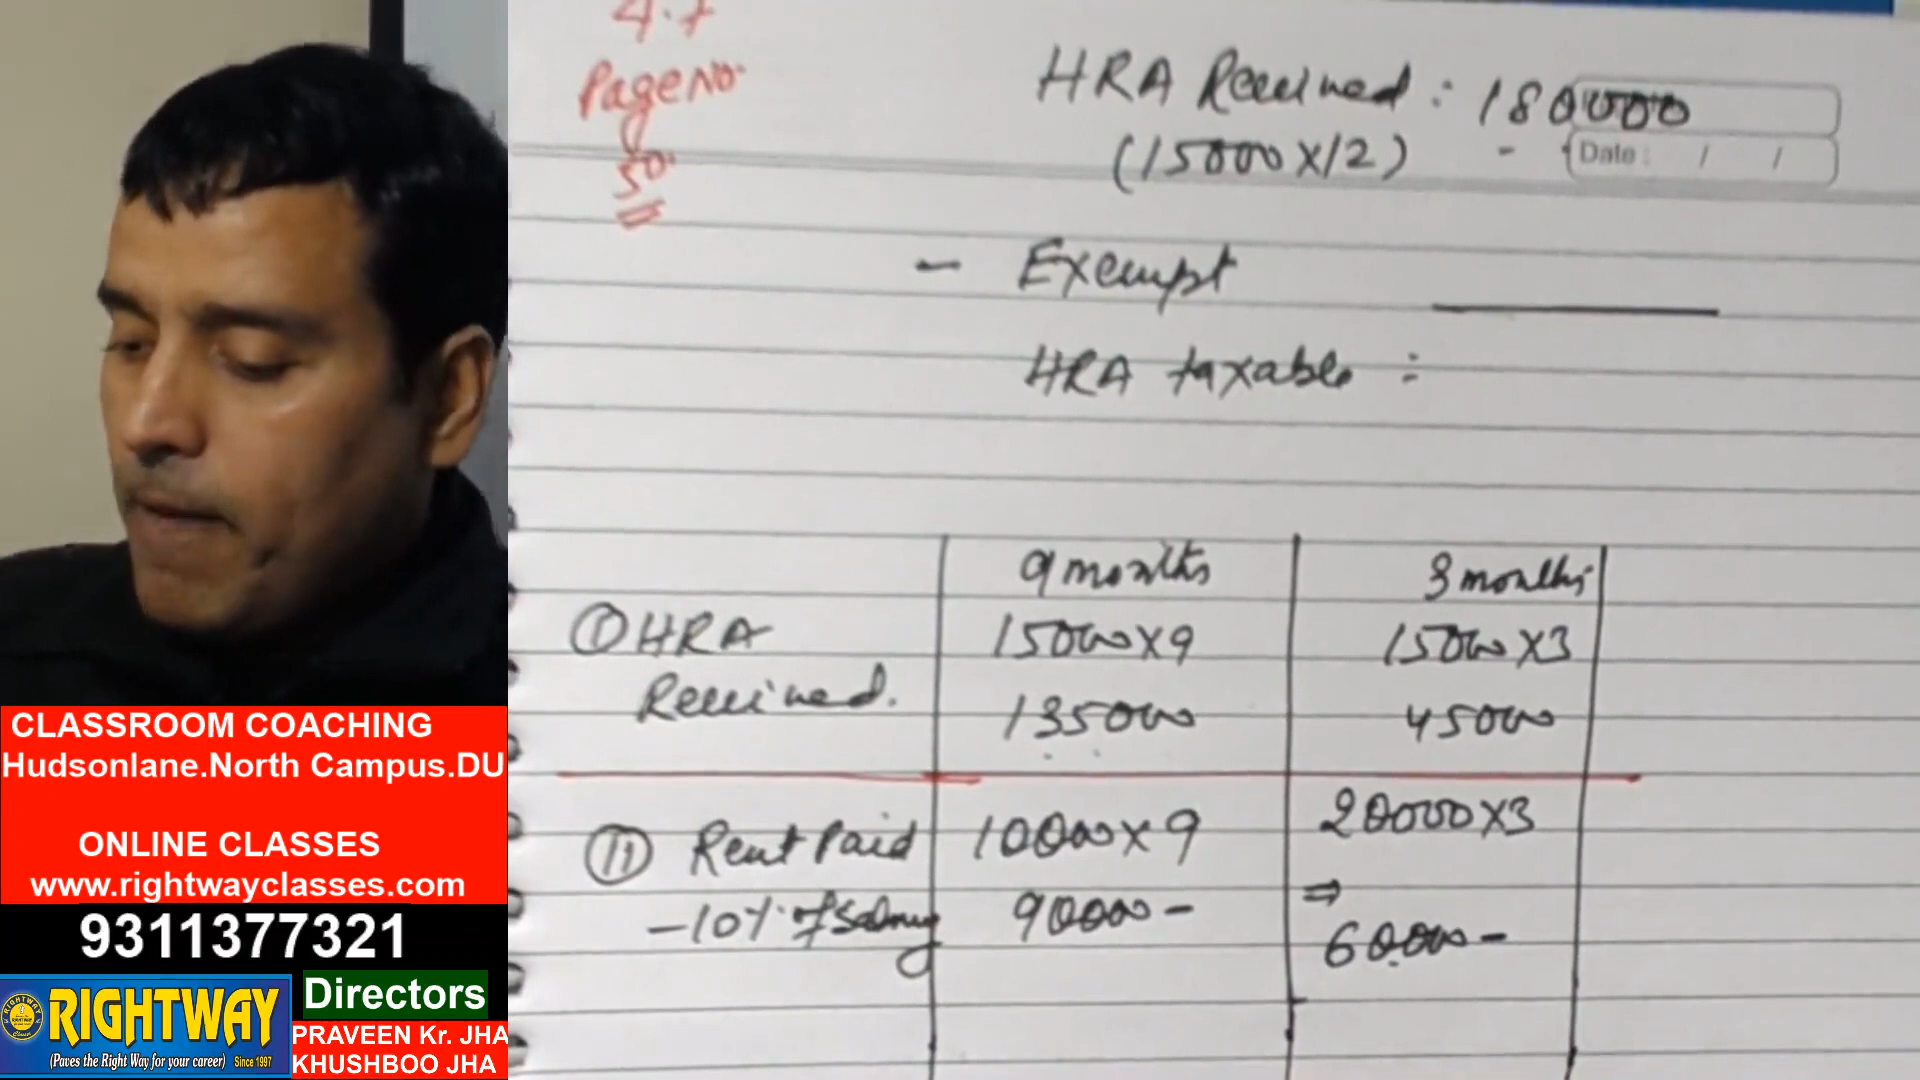 4.7
Page No.
50.
HRA Received : 180000
(15000 X 12) -
Date : / /
- Exempt
HRA taxable :
9 months 3 months
① HRA 15000 X 9 15000 X 3
Received. 135000 45000
⑪ Rent Paid 10000 X 9 20000 X 3
-10% of Salary 90000 - ⇒
60000 -
CLASSROOM COACHING
Hudsonlane.North Campus.DU
ONLINE CLASSES
www.rightwayclasses.com
9311377321
RIGHTWAY
(Paves the Right Way for your career) Since 1997
Directors
PRAVEEN Kr. JHA
KHUSHBOO JHA